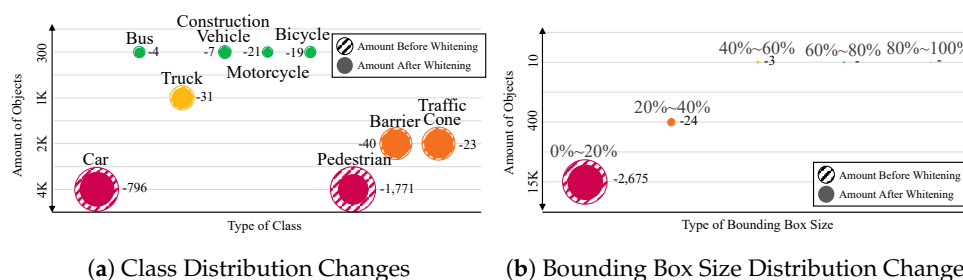 Amount of Objects
300
1K
2K
4K
Bus
-4
Construction
Vehicle
-7
-21
Motorcycle
Bicycle
-19
Amount Before Whitening
Amount After Whitening
Truck
-31
Barrier
-40
Traffic
Cone
-23
Car
-796
Pedestrian
-1,771
Type of Class
(a) Class Distribution Changes
Amount of Objects
10
400
15K
40%~60%
-3
60%~80%
-
80%~100%
-
20%~40%
-24
0%~20%
-2,675
Amount Before Whitening
Amount After Whitening
Type of Bounding Box Size
(b) Bounding Box Size Distribution Change